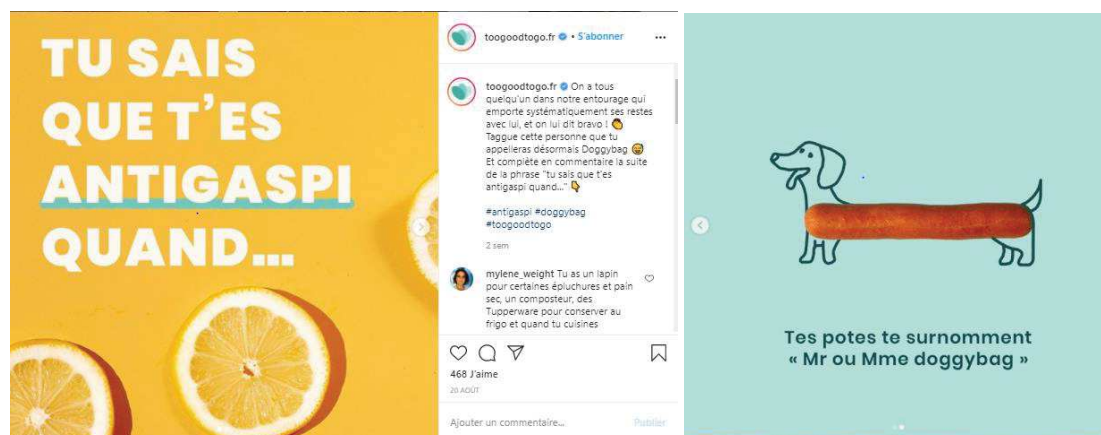 TU SAIS
QUE T'ES
ANTIGASPI
QUAND...
toogoodtogo.fr • S'abonner
toogoodtogo.fr On a tous
quelqu'un dans notre entourage qui
emporte systématiquement ses restes
avec lui, et on lui dit bravo ! 👏
Taggue cette personne que tu
appelleras désormais Doggybag 😄
Et complète en commentaire la suite
de la phrase "tu sais que t'es
antigaspi quand..." 👇
#antigaspi #doggybag
#toogoodtogo
2 sem
mylene_weight Tu as un lapin
pour certaines épluchures et pain
sec, un composteur, des
Tupperware pour conserver au
frigo et quand tu cuisines
468 J'aime
20 AOÛT
Ajouter un commentaire... Publier
Tes potes te surnomment
« Mr ou Mme doggybag »